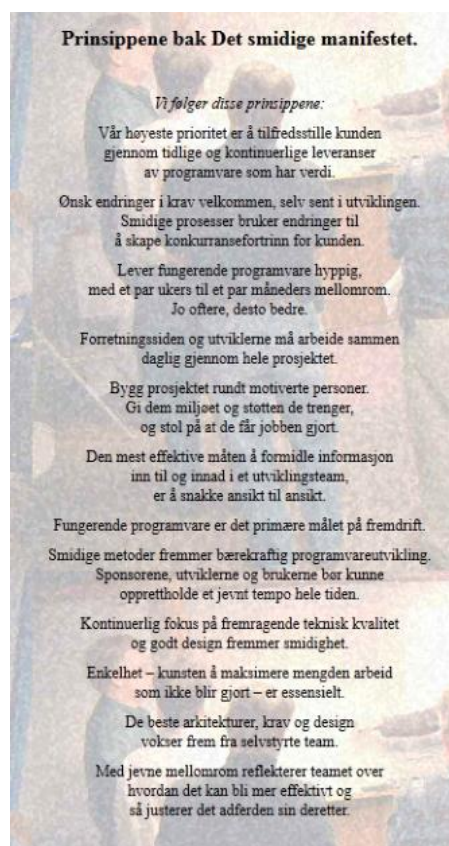 Prinsippene bak Det smidige manifestet.
Vi følger disse prinsippene:
Vår høyeste prioritet er å tilfredsstille kunden
gjennom tidlige og kontinuerlige leveranser
av programvare som har verdi.
Ønsk endringer i krav velkommen, selv sent i utviklingen.
Smidige prosesser bruker endringer til
å skape konkurransefortrinn for kunden.
Lever fungerende programvare hyppig,
med et par ukers til et par måneders mellomrom.
Jo oftere, desto bedre.
Forretningssiden og utviklerne må arbeide sammen
daglig gjennom hele prosjektet.
Bygg prosjektet rundt motiverte personer.
Gi dem miljøet og støtten de trenger,
og stol på at de får jobben gjort.
Den mest effektive måten å formidle informasjon
inn til og innad i et utviklingsteam,
er å snakke ansikt til ansikt.
Fungerende programvare er det primære målet på fremdrift.
Smidige metoder fremmer bærekraftig programvareutvikling.
Sponsorene, utviklerne og brukerne bør kunne
opprettholde et jevnt tempo hele tiden.
Kontinuerlig fokus på fremragende teknisk kvalitet
og godt design fremmer smidighet.
Enkelhet – kunsten å maksimere mengden arbeid
som ikke blir gjort – er essensielt.
De beste arkitekturer, krav og design
vokser frem fra selvstyrte team.
Med jevne mellomrom reflekterer teamet over
hvordan det kan bli mer effektivt og
så justerer det adferden sin deretter.